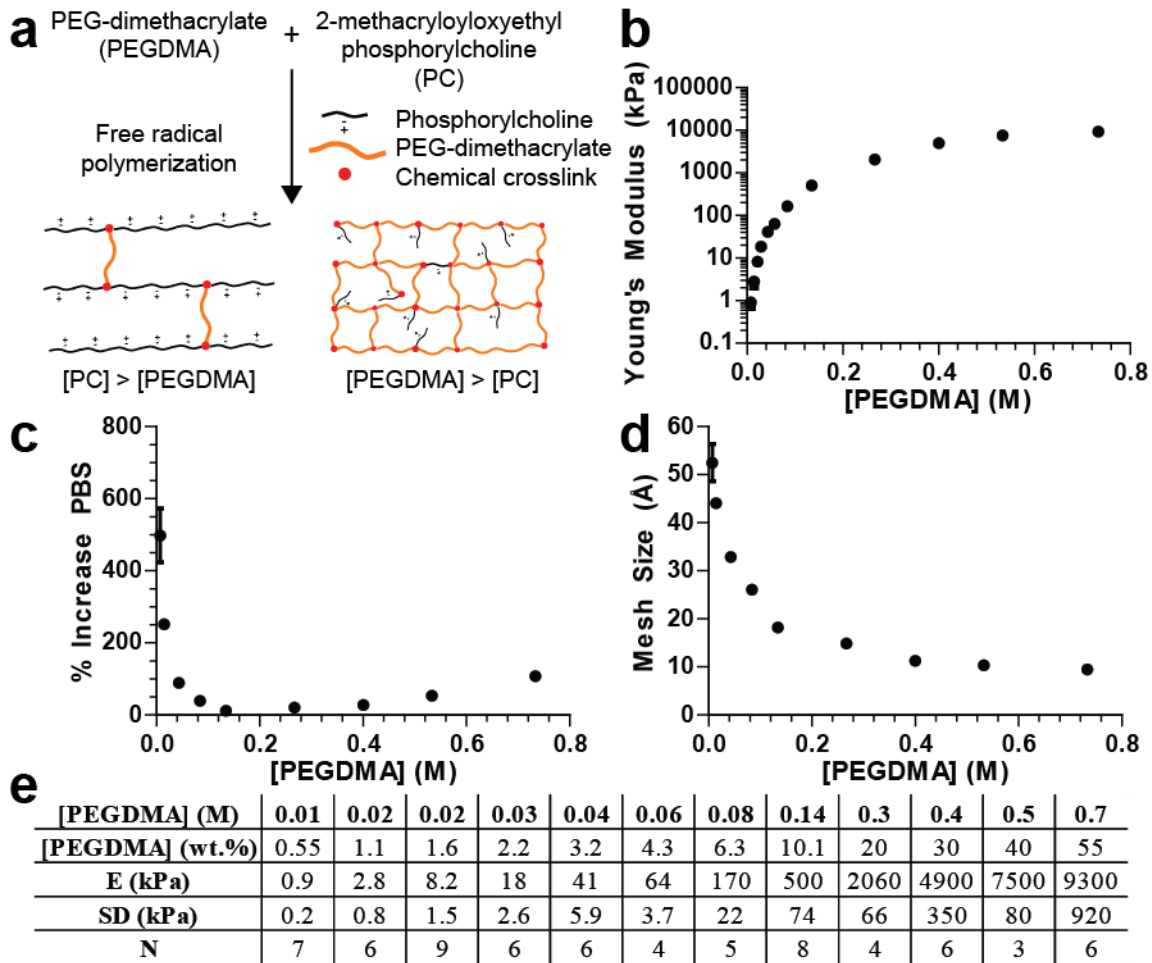 a
PEG-dimethacrylate
(PEGDMA)
+
2-methacryloyloxyethyl
phosphorylcholine
(PC)
Free radical
polymerization
Phosphorylcholine
PEG-dimethacrylate
Chemical crosslink
[PC] > [PEGDMA]
[PEGDMA] > [PC]
b
Young's Modulus (kPa)
100000
10000
1000
100
10
1
0.1
0.0 0.2 0.4 0.6 0.8
[PEGDMA] (M)
c
% Increase PBS
800
600
400
200
0
0.0 0.2 0.4 0.6 0.8
[PEGDMA] (M)
d
Mesh Size (Å)
60
50
40
30
20
10
0
0.0 0.2 0.4 0.6 0.8
[PEGDMA] (M)
e
[PEGDMA] (M) 0.01 0.02 0.02 0.03 0.04 0.06 0.08 0.14 0.3 0.4 0.5 0.7
[PEGDMA] (wt.%) 0.55 1.1 1.6 2.2 3.2 4.3 6.3 10.1 20 30 40 55
E (kPa) 0.9 2.8 8.2 18 41 64 170 500 2060 4900 7500 9300
SD (kPa) 0.2 0.8 1.5 2.6 5.9 3.7 22 74 66 350 80 920
N 7 6 9 6 6 4 5 8 4 6 3 6